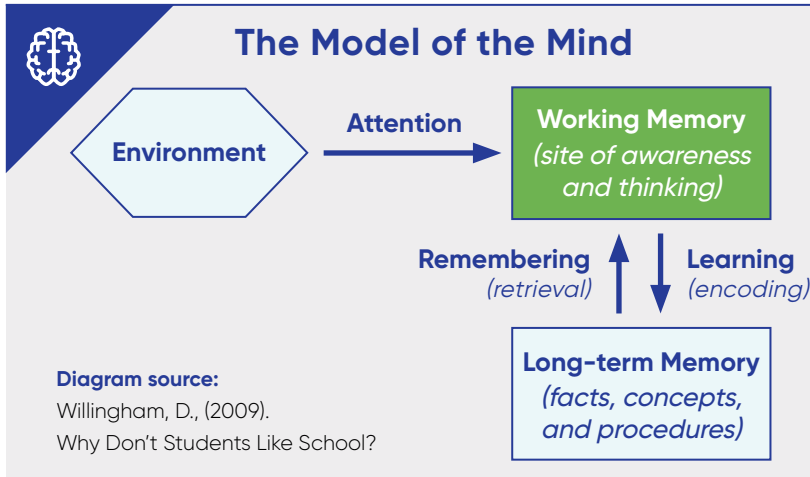 The Model of the Mind
Environment
Attention
Working Memory
(site of awareness
and thinking)
Remembering
(retrieval)
Learning
(encoding)
Long-term Memory
(facts, concepts,
and procedures)
Diagram source:
Willingham, D., (2009).
Why Don't Students Like School?